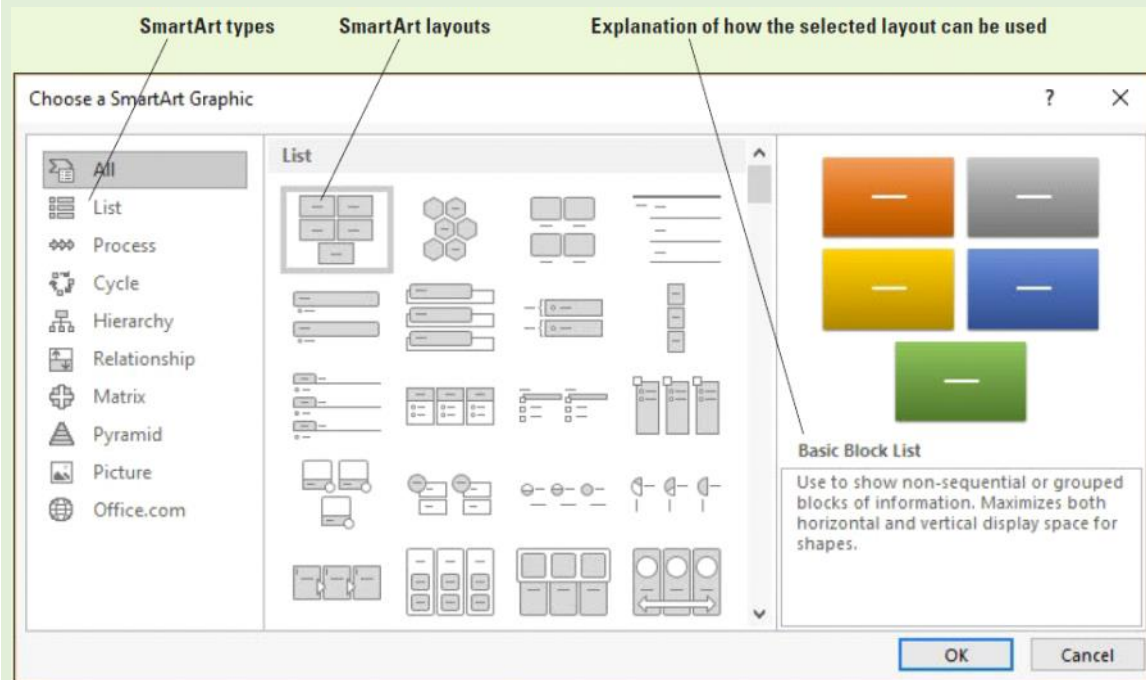 SmartArt types
SmartArt layouts
Explanation of how the selected layout can be used
Choose a SmartArt Graphic
?
All
List
Process
Cycle
Hierarchy
Relationship
Matrix
Pyramid
Picture
Office.com
List
Basic Block List
Use to show non-sequential or grouped
blocks of information. Maximizes both
horizontal and vertical display space for
shapes.
OK
Cancel